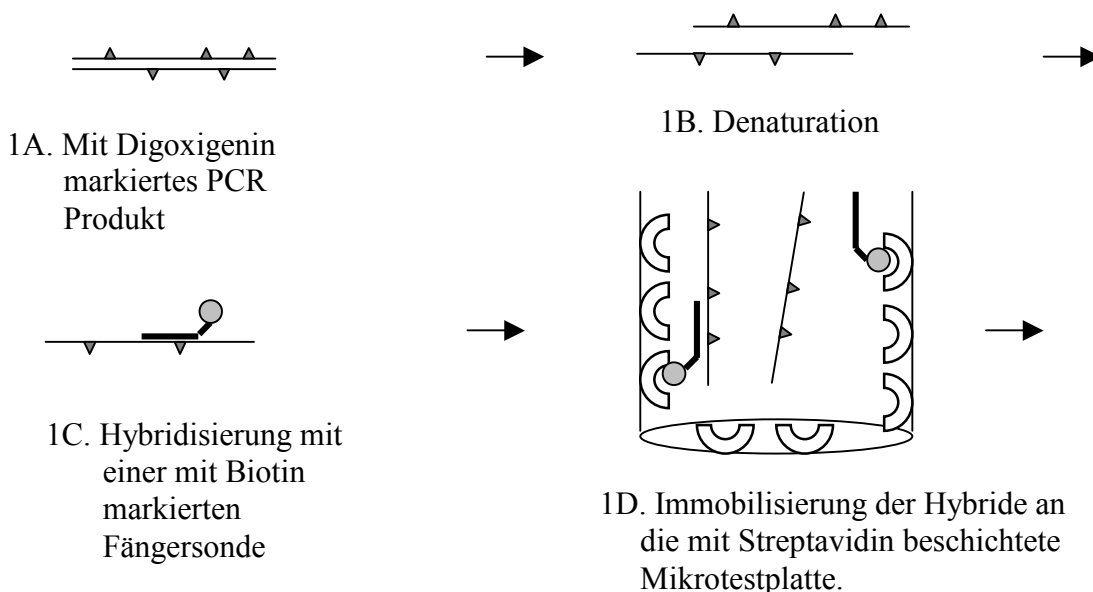 1A. Mit Digoxigenin
markiertes PCR
Produkt
1B. Denaturation
1C. Hybridisierung mit
einer mit Biotin
markierten
Fängersonde
1D. Immobilisierung der Hybride an
die mit Streptavidin beschichtete
Mikrotestplatte.